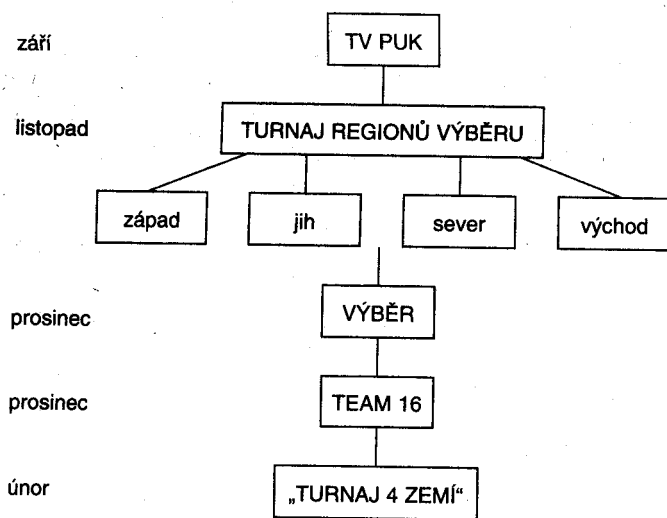 září
TV PUK
listopad
TURNAJ REGIONŮ VÝBĚRU
západ
jih
sever
východ
prosinec
VÝBĚR
prosinec
TEAM 16
únor
„TURNAJ 4 ZEMÍ“